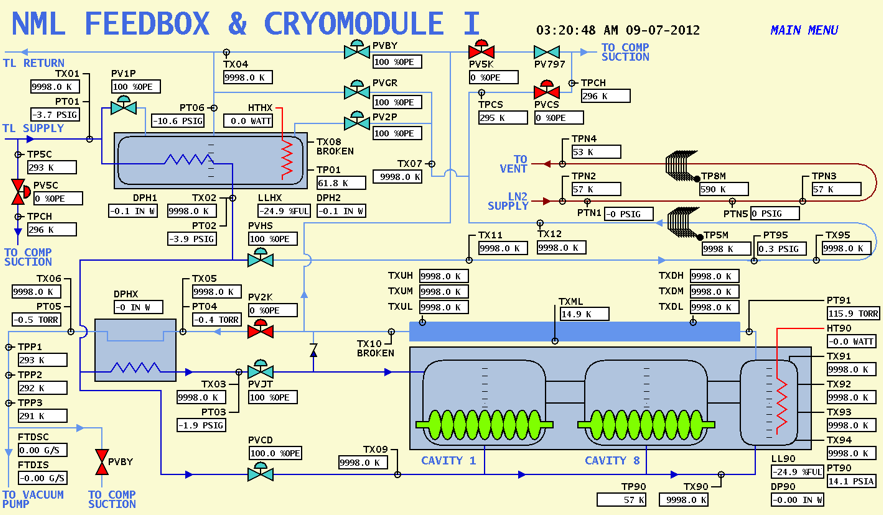 NML FEEDBOX & CRYOMODULE I
03:20:48 AM 09-07-2012
MAIN MENU
TL RETURN
TX04
9998.0 K
PVBY
100 %OPE
PV5K
0 %OPE
PV797
TO COMP
SUCTION
TX01
9998.0 K
PV1P
100 %OPE
PT01
-3.7 PSIG
PT06
-10.6 PSIG
HTHX
0.0 WATT
PVGR
100 %OPE
PV2P
100 %OPE
TPCS
295 K
PVCS
0 %OPE
TPCH
296 K
TL SUPPLY
TP5C
293 K
PV5C
0 %OPE
TPCH
296 K
TO COMP
SUCTION
TX08
BROKEN
TP01
61.8 K
TX07
9998.0 K
DPH1
-0.1 IN W
TX02
9998.0 K
LLHX
-24.9 %FUL
DPH2
-0.1 IN W
PT02
-3.9 PSIG
PVHS
100 %OPE
TO
VENT
TPN4
53 K
TP8M
590 K
TPN3
57 K
LN2
SUPPLY
TPN2
57 K
PTN1
-0 PSIG
PTN5
0 PSIG
TX11
9998.0 K
TX12
9998.0 K
TP5M
9998 K
PT95
0.3 PSIG
TX95
9998.0 K
TX06
9998.0 K
PT05
-0.5 TORR
DPHX
-0 IN W
TX05
9998.0 K
PT04
-0.4 TORR
PV2K
0 %OPE
TXUH
9998.0 K
TXUM
9998.0 K
TXUL
9998.0 K
TXML
14.9 K
TXDH
9998.0 K
TXDM
9998.0 K
TXDL
9998.0 K
PT91
115.9 TORR
HT90
-0.0 WATT
TX10
BROKEN
TPP1
293 K
TPP2
292 K
TPP3
291 K
TX03
9998.0 K
PT03
-1.9 PSIG
PVJT
100 %OPE
TX91
9998.0 K
TX92
9998.0 K
TX93
9998.0 K
TX94
9998.0 K
FTDSC
0.00 G/S
FTDIS
-0.00 G/S
PVBY
TO VACUUM
PUMP
TO COMP
SUCTION
PVCD
100.0 %OPE
TX09
9998.0 K
CAVITY 1
CAVITY 8
LL90
-24.9 %FUL
PT90
14.1 PSIA
TP90
57 K
TX90
9998.0 K
DP90
-0.00 IN W